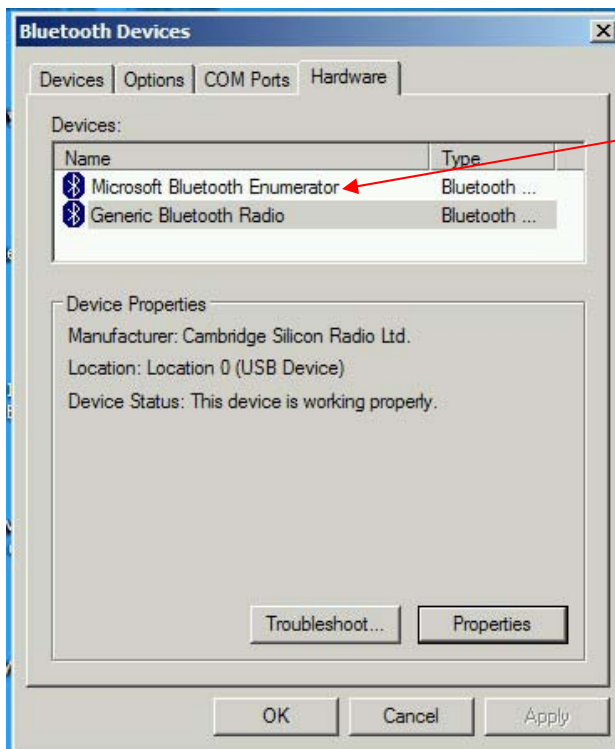 Bluetooth Devices
Devices Options COM Ports Hardware
Devices:
Name Type
Microsoft Bluetooth Enumerator Bluetooth ...
Generic Bluetooth Radio Bluetooth ...
Device Properties
Manufacturer: Cambridge Silicon Radio Ltd.
Location: Location 0 (USB Device)
Device Status: This device is working properly.
Troubleshoot... Properties
OK Cancel Apply